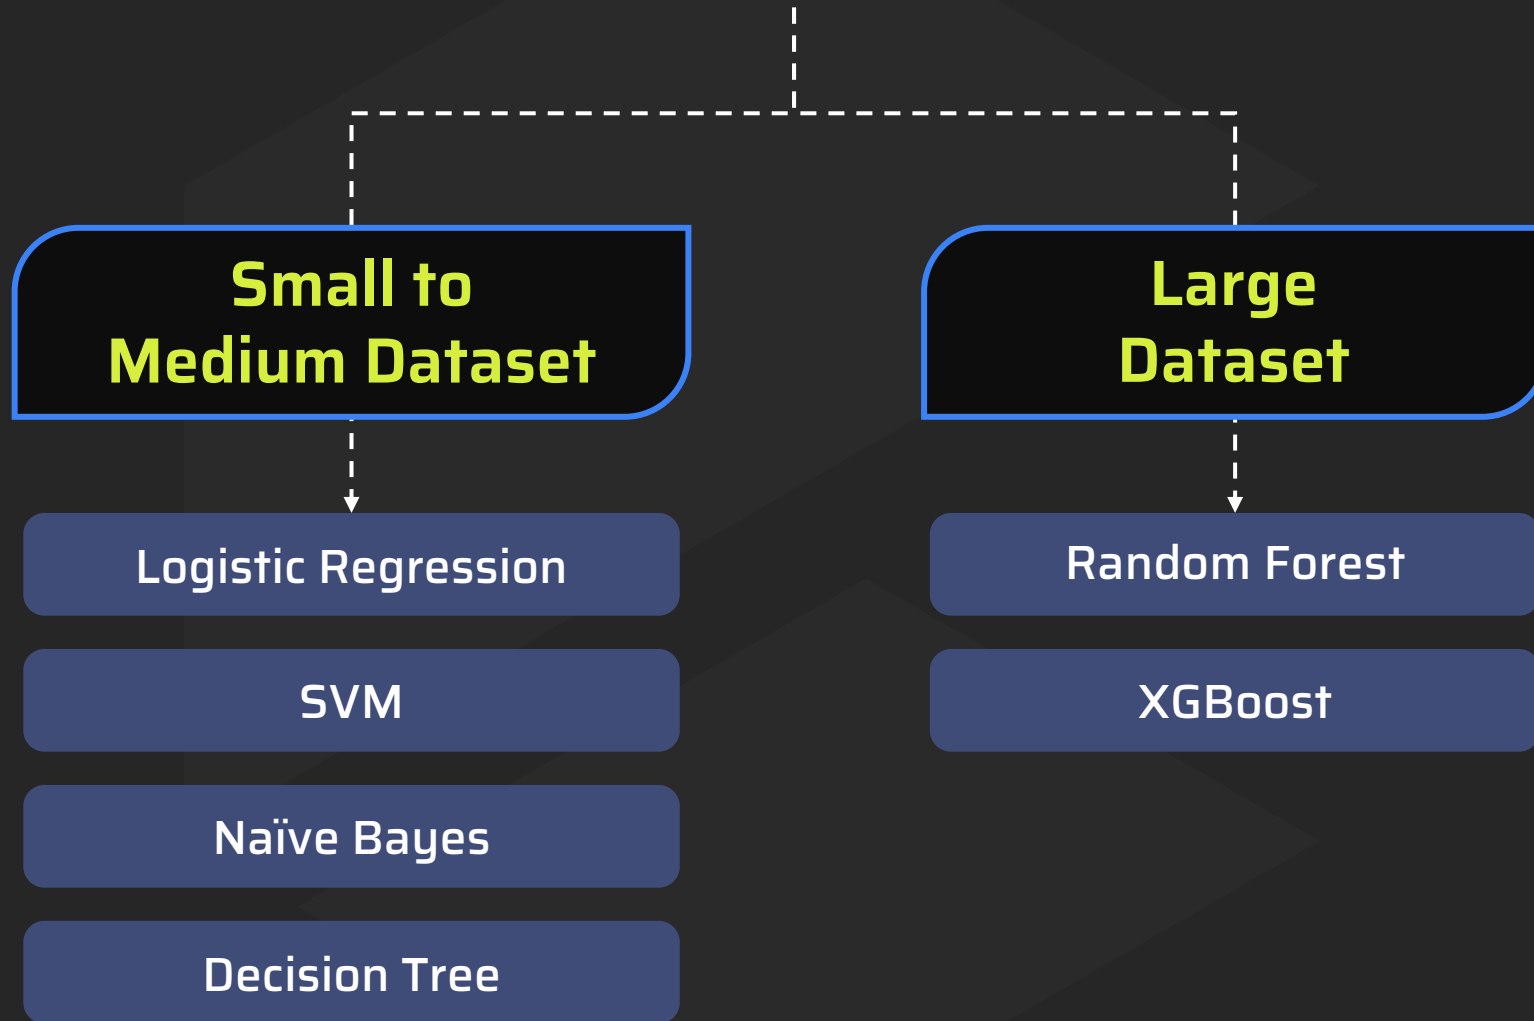 Small to
Medium Dataset
Large
Dataset
Logistic Regression
Random Forest
SVM
XGBoost
Naïve Bayes
Decision Tree